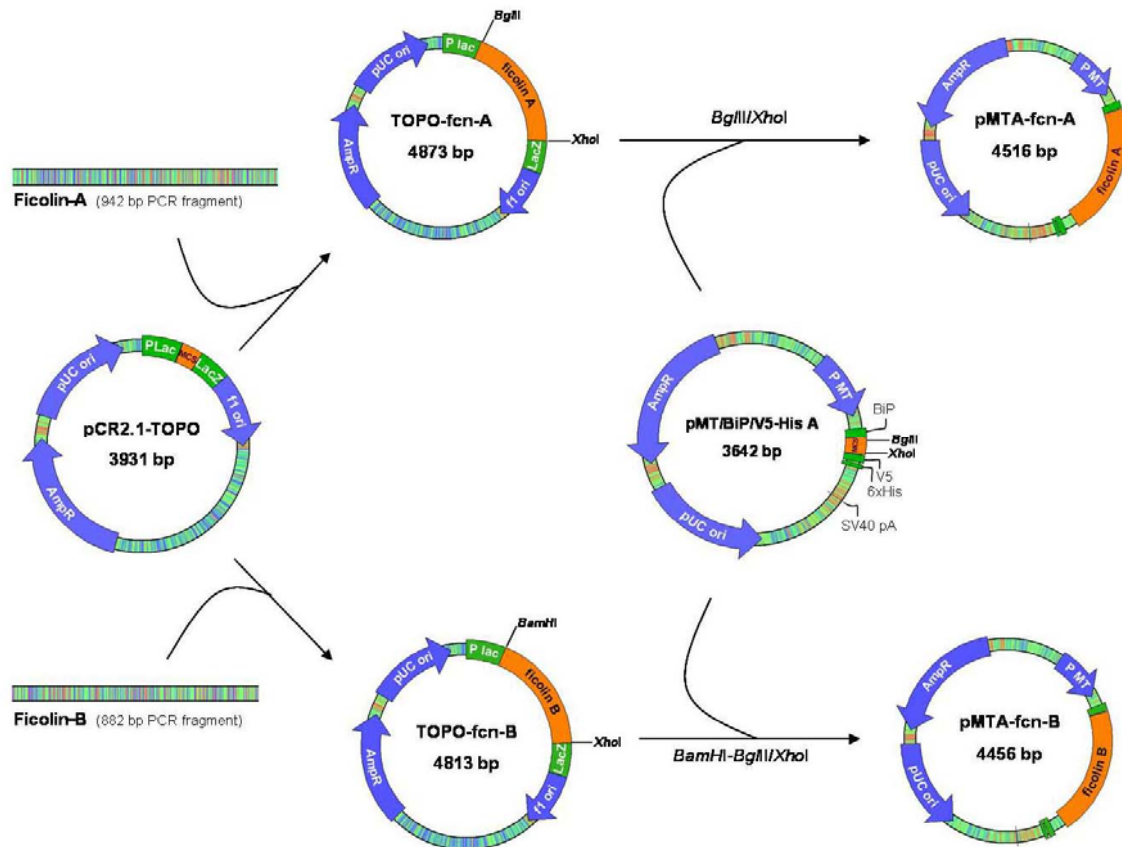 BglII
P lac
pUC ori
ficolin A
TOPO-fcn-A
4873 bp
XhoI
LacZ
AmpR
f1 ori
BglII/XhoI
AmpR
P MT
pMTA-fcn-A
4516 bp
ficolin A
pUC ori
Ficolin-A (942 bp PCR fragment)
PLac
MCS
LacZ
pUC ori
f1 ori
pCR2.1-TOPO
3931 bp
AmpR
AmpR
P MT
pMT/BiP/V5-His A
3642 bp
BiP
BglII
XhoI
V5
6xHis
SV40 pA
pUC ori
Ficolin-B (882 bp PCR fragment)
BamHI
P lac
pUC ori
ficolin B
TOPO-fcn-B
4813 bp
XhoI
LacZ
AmpR
f1 ori
BamHI-BglII/XhoI
AmpR
P MT
pMTA-fcn-B
4456 bp
ficolin B
pUC ori